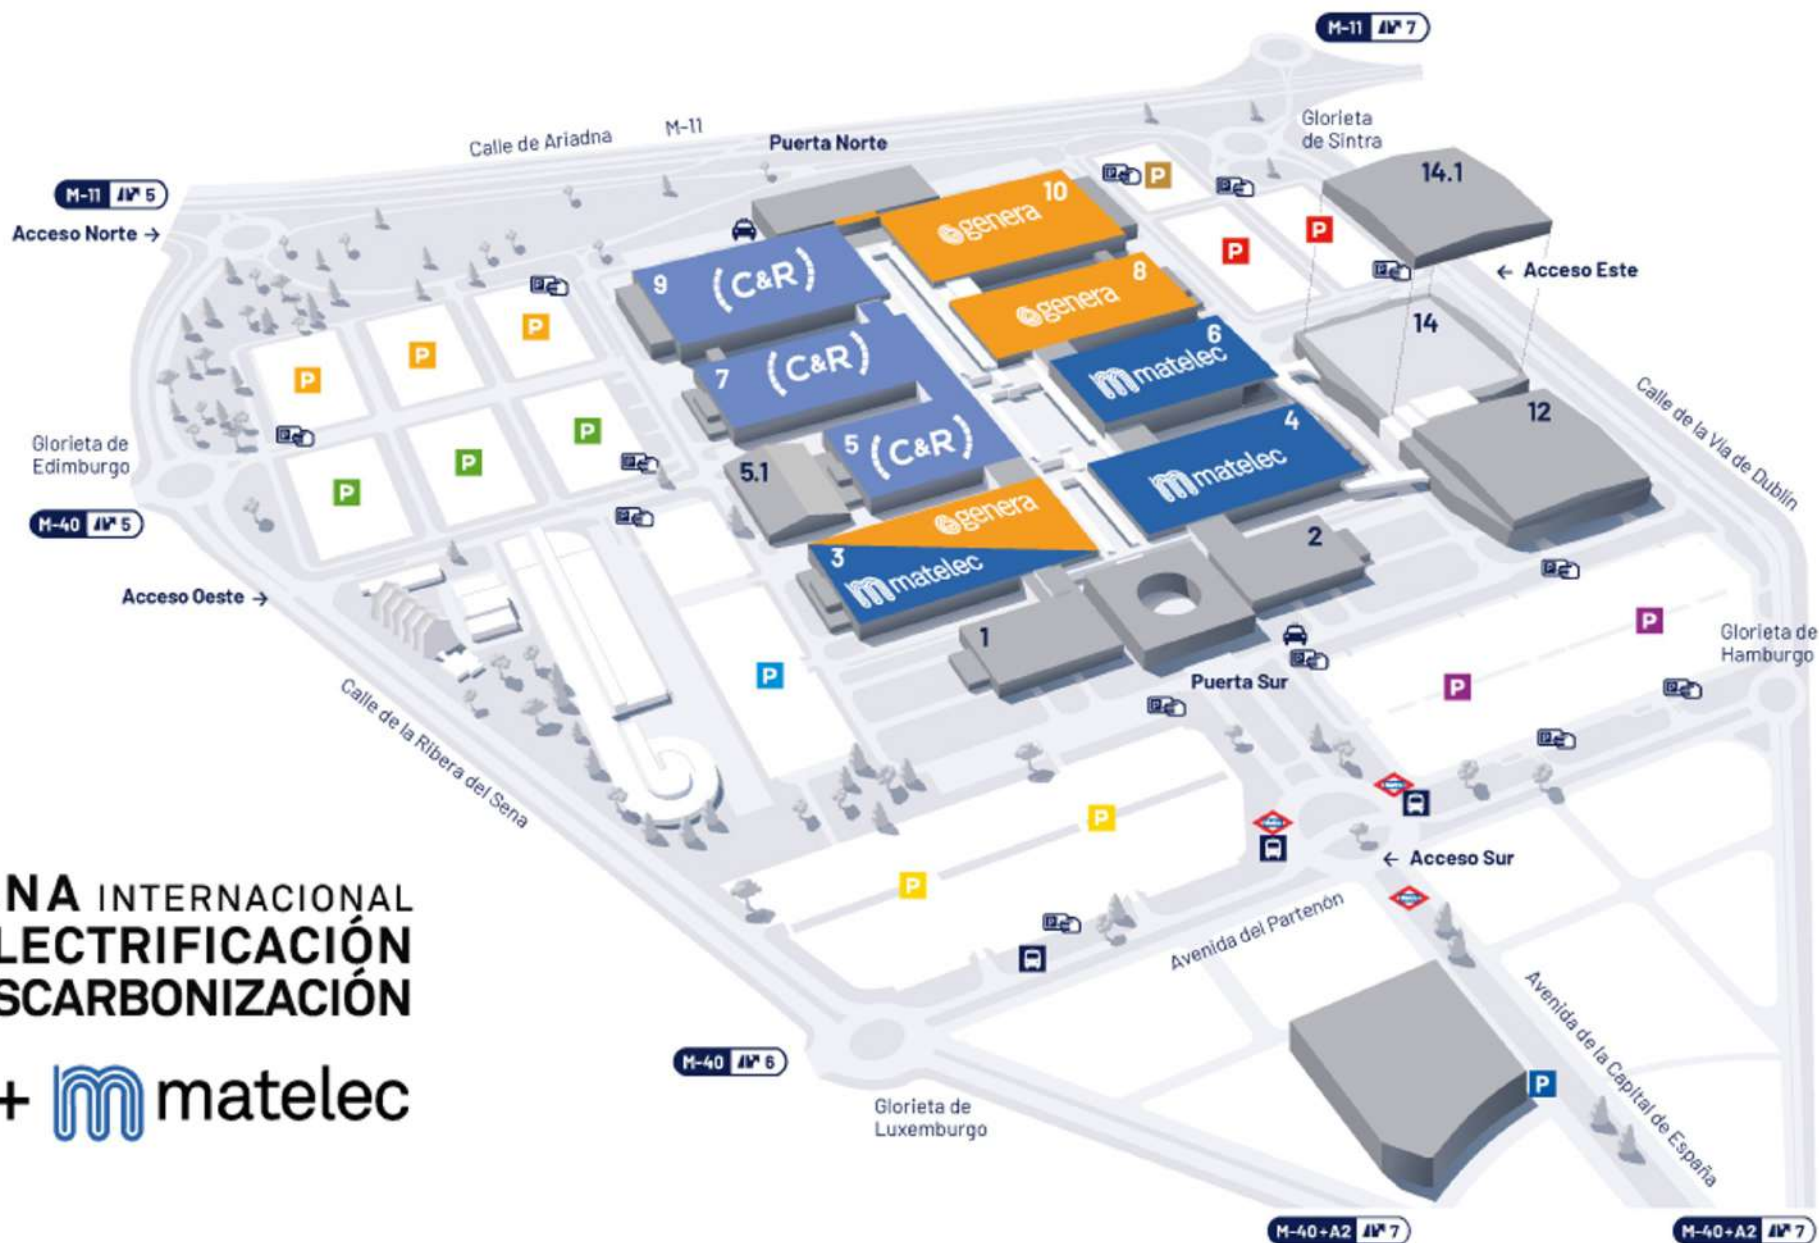 M-11 7
Glorieta
de Sintra
Calle de Ariadna
M-11
Puerta Norte
M-11 5
Acceso Norte →
14.1
10
genera
P
P
P
← Acceso Este
9
(C&R)
8
genera
14
P
P
P
7
(C&R)
6
matelec
12
Calle de la Vía de Dublín
Glorieta de
Edimburgo
P
P
P
5
(C&R)
4
matelec
5.1
M-40 5
genera
3
matelec
2
Acceso Oeste →
1
P
Glorieta de
Hamburgo
P
P
Puerta Sur
Calle de la Ribera del Sena
P
P
← Acceso Sur
NA INTERNACIONAL
LECTRIFICACIÓN
SCARBONIZACIÓN
+ matelec
Avenida del Partenón
Avenida de la Capital de España
M-40 6
Glorieta de
Luxemburgo
P
M-40+A2 7
M-40+A2 7